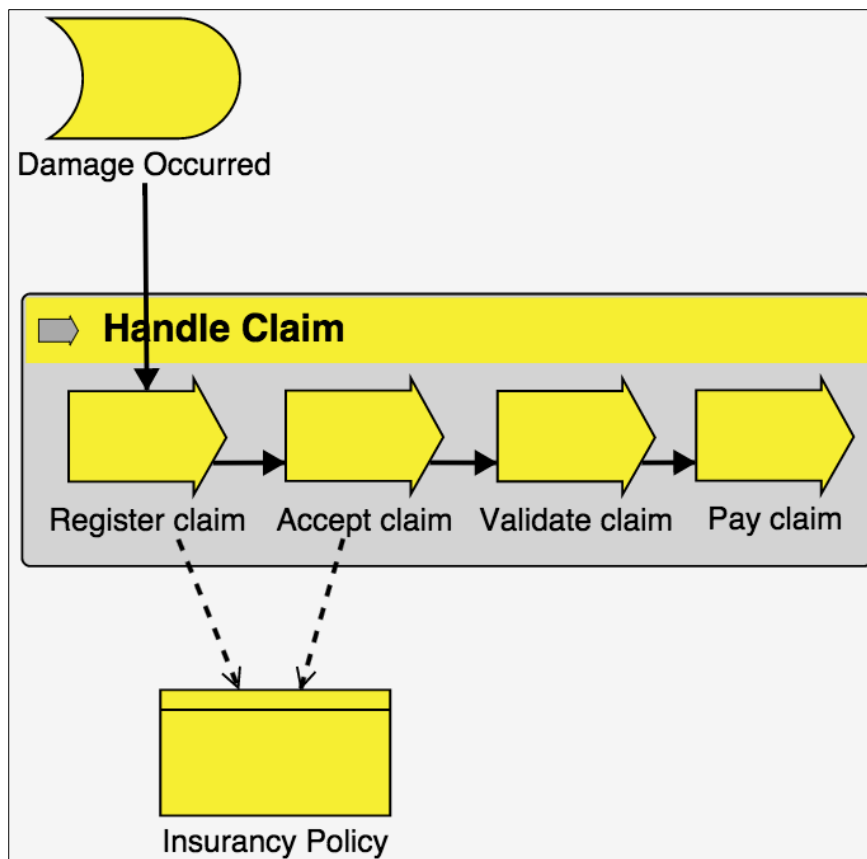 Damage Occurred
Handle Claim
Register claim
Accept claim
Validate claim
Pay claim
Insurancy Policy